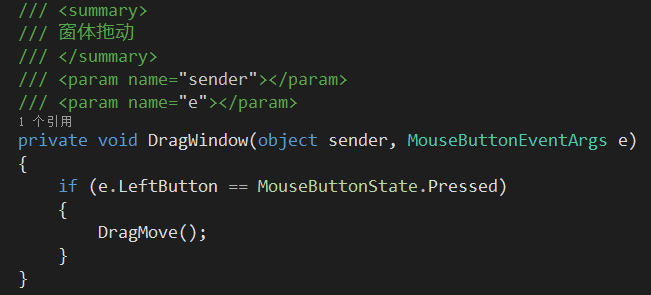 /// <summary>
/// 窗体拖动
/// </summary>
/// <param name="sender"></param>
/// <param name="e"></param>
1 个引用
private void DragWindow(object sender, MouseButtonEventArgs e)
{
    if (e.LeftButton == MouseButtonState.Pressed)
    {
        DragMove();
    }
}